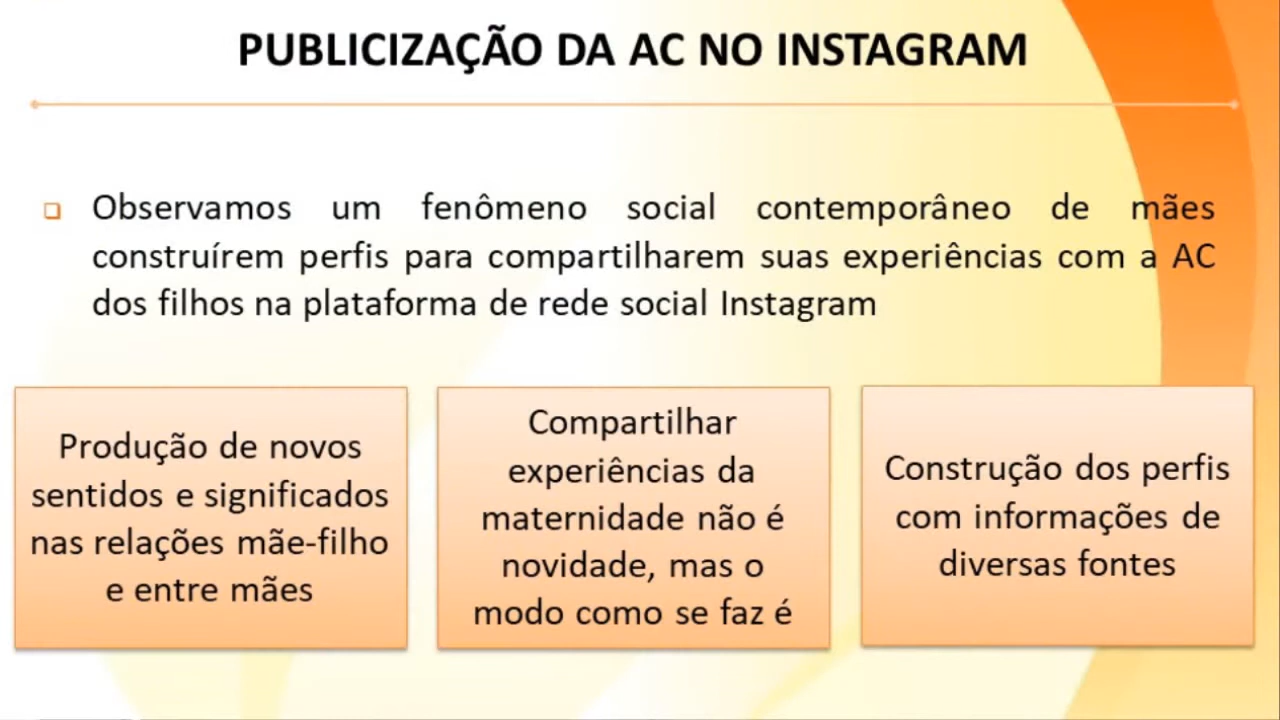 PUBLICIZAÇÃO DA AC NO INSTAGRAM
Observamos um fenômeno social contemporâneo de mães
construírem perfis para compartilharem suas experiências com a AC
dos filhos na plataforma de rede social Instagram
Produção de novos
sentidos e significados
nas relações mãe-filho
e entre mães
Compartilhar
experiências da
maternidade não é
novidade, mas o
modo como se faz é
Construção dos perfis
com informações de
diversas fontes